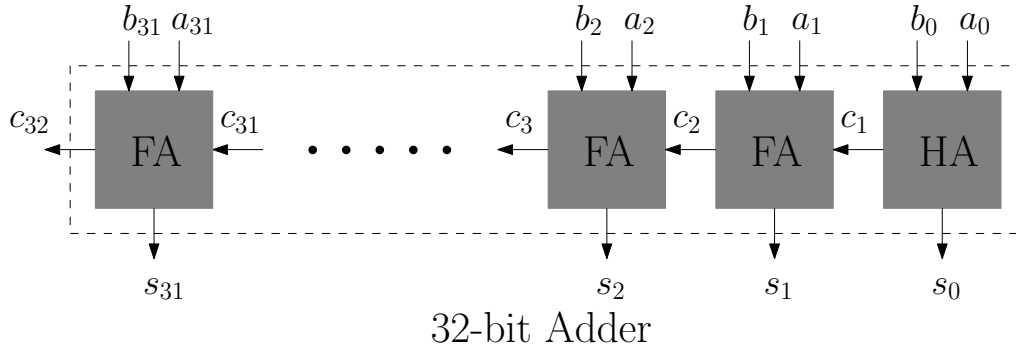 b₃₁ a₃₁ b₂ a₂ b₁ a₁ b₀ a₀
c₃₂ FA c₃₁ c₃ FA c₂ FA c₁ HA
s₃₁ s₂ s₁ s₀
32-bit Adder